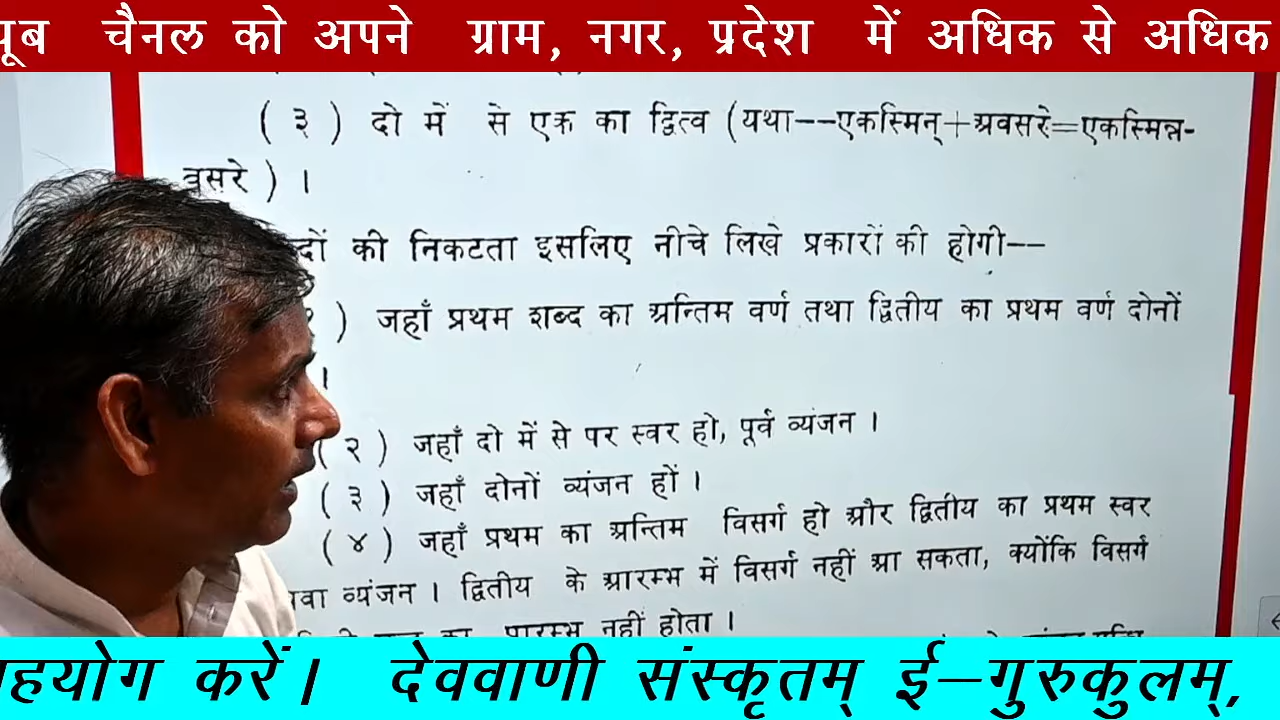 चैनल को अपने ग्राम, नगर, प्रदेश में अधिक से अधिक
( ३ ) दो में से एक का द्वित्व (यथा--एकस्मिन्+अवसरे=एकस्मिन्न-
वसरे ) ।
की निकटता इसलिए नीचे लिखे प्रकारों की होगी--
) जहाँ प्रथम शब्द का अन्तिम वर्ण तथा द्वितीय का प्रथम वर्ण दोनों
।
( २ ) जहाँ दो में से पर स्वर हो, पूर्व व्यंजन ।
( ३ ) जहाँ दोनों व्यंजन हों ।
( ४ ) जहाँ प्रथम का अन्तिम विसर्ग हो और द्वितीय का प्रथम स्वर
व्यंजन । द्वितीय के आरम्भ में विसर्ग नहीं आ सकता, क्योंकि विसर्ग
का प्रारम्भ नहीं होता ।
करें। देववाणी संस्कृतम् ई-गुरुकुलम्,